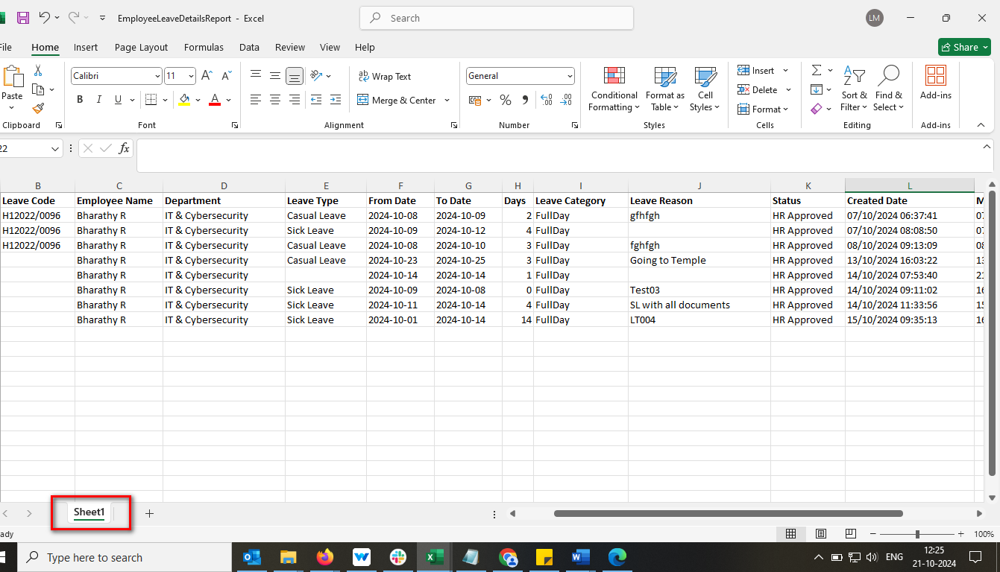 EmployeeLeaveDetailsReport - Excel
Search
LM
File Home Insert Page Layout Formulas Data Review View Help
Share
Paste
Calibri 11
B I U A
Wrap Text
Merge & Center
General
Conditional Formatting
Format as Table
Cell Styles
Insert
Delete
Format
Sort & Filter
Find & Select
Add-ins
Clipboard Font Alignment Number Styles Cells Editing Add-ins
22 fx
B C D E F G H I J K L
Leave Code Employee Name Department Leave Type From Date To Date Days Leave Category Leave Reason Status Created Date M
H12022/0096 Bharathy R IT & Cybersecurity Casual Leave 2024-10-08 2024-10-09 2 FullDay gfhfgh HR Approved 07/10/2024 06:37:41 07
H12022/0096 Bharathy R IT & Cybersecurity Sick Leave 2024-10-09 2024-10-12 4 FullDay HR Approved 07/10/2024 08:08:50 07
H12022/0096 Bharathy R IT & Cybersecurity Casual Leave 2024-10-08 2024-10-10 3 FullDay fghfgh HR Approved 08/10/2024 09:13:09 08
Bharathy R IT & Cybersecurity Casual Leave 2024-10-23 2024-10-25 3 FullDay Going to Temple HR Approved 13/10/2024 16:03:22 13
Bharathy R IT & Cybersecurity 2024-10-14 2024-10-14 1 FullDay HR Approved 14/10/2024 07:53:40 21
Bharathy R IT & Cybersecurity Sick Leave 2024-10-09 2024-10-08 0 FullDay Test03 HR Approved 14/10/2024 09:11:02 16
Bharathy R IT & Cybersecurity Sick Leave 2024-10-11 2024-10-14 4 FullDay SL with all documents HR Approved 14/10/2024 11:33:56 15
Bharathy R IT & Cybersecurity Sick Leave 2024-10-01 2024-10-14 14 FullDay LT004 HR Approved 15/10/2024 09:35:13 16
Sheet1
ady 100%
Type here to search
ENG
12:25
21-10-2024